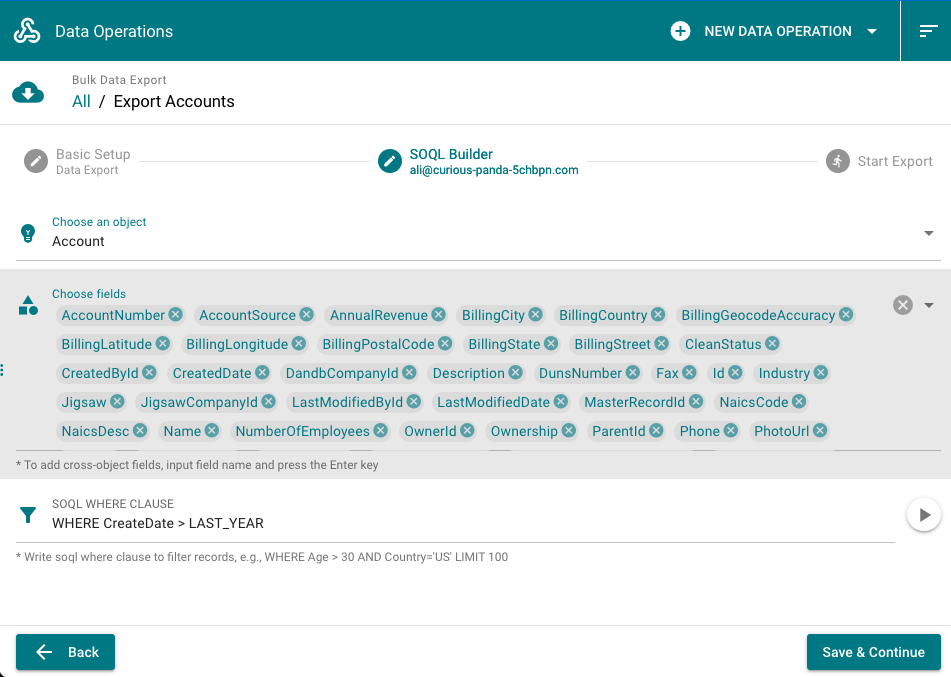 Data Operations
NEW DATA OPERATION
Bulk Data Export
All / Export Accounts
Basic Setup
Data Export
SOQL Builder
ali@curious-panda-5chbpn.com
Start Export
Choose an object
Account
Choose fields
AccountNumber AccountSource AnnualRevenue BillingCity BillingCountry BillingGeocodeAccuracy
BillingLatitude BillingLongitude BillingPostalCode BillingState BillingStreet CleanStatus
CreatedById CreatedDate DandbCompanyId Description DunsNumber Fax Id Industry
Jigsaw JigsawCompanyId LastModifiedById LastModifiedDate MasterRecordId NaicsCode
NaicsDesc Name NumberOfEmployees OwnerId Ownership ParentId Phone PhotoUrl
* To add cross-object fields, input field name and press the Enter key
SOQL WHERE CLAUSE
WHERE CreateDate > LAST_YEAR
* Write soql where clause to filter records, e.g., WHERE Age > 30 AND Country='US' LIMIT 100
Back
Save & Continue